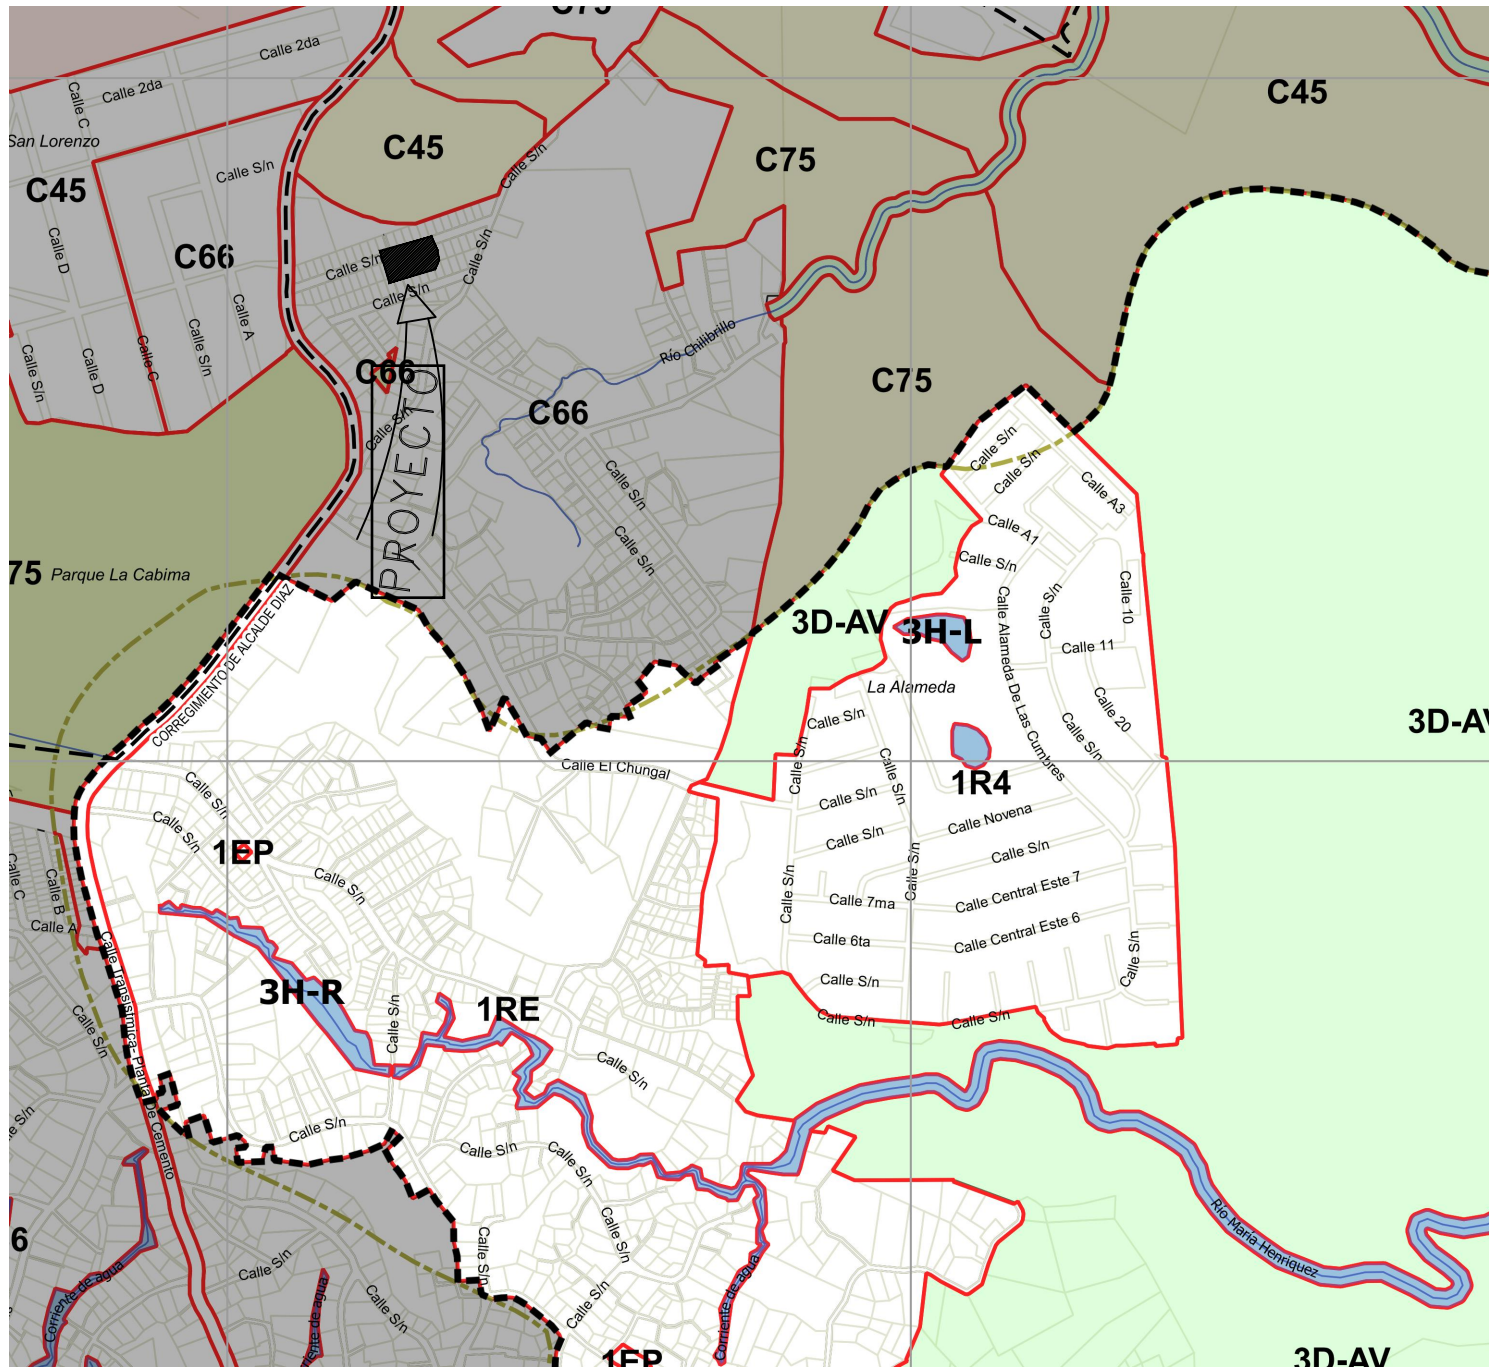 C75
Calle 2da
Calle 2da
Calle C
San Lorenzo
C45
C45
C45
C75
Calle S/n
Calle S/n
C66
Calle D
Calle S/n
Calle S/n
Calle S/n
Calle A
Calle S/n
Calle D
Calle C
Calle S/n
C66
Río Chilibrillo
C75
C66
Calle S/n
PROYECTO
Calle S/n
Calle S/n
Calle S/n
Calle S/n
Calle A3
Calle A1
Calle S/n
75
Parque La Cabima
CORREGIMIENTO DE ALCALDE DIAZ
3D-AV
3H-L
Calle S/n
Calle 10
Calle 11
Calle Alameda De Las Cumbres
La Alameda
Calle 20
Calle S/n
3D-AV
Calle S/n
Calle S/n
Calle S/n
Calle El Chungal
1R4
Calle S/n
Calle Novena
Calle S/n
Calle S/n
Calle S/n
Calle S/n
Calle S/n
1EP
Calle S/n
Calle S/n
Calle Central Este 7
Calle 7ma
Calle Central Este 6
Calle 6ta
Calle S/n
Calle S/n
Calle S/n
Calle S/n
Calle C
Calle B
Calle A
Calle Transistmica- Planta De Cemento
3H-R
1RE
Calle S/n
Calle S/n
Calle S/n
Calle S/n
Calle S/n
Calle S/n
Calle S/n
Río Maria Henriquez
6
Calle S/n
Calle S/n
Calle S/n
Calle S/n
Calle S/n
Corriente de agua
riente de agua
Corriente de agua
1EP
3D-AV